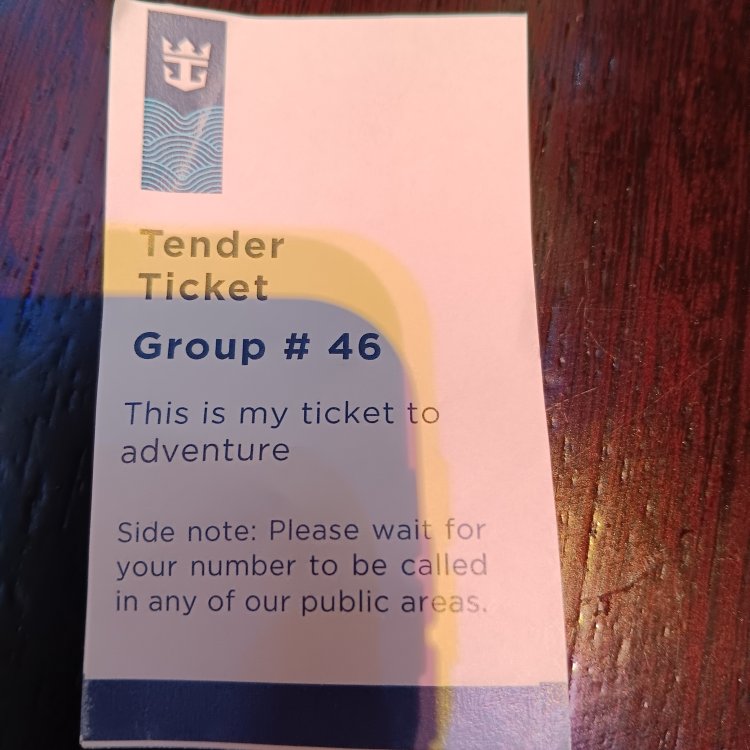 Tender
Ticket
Group # 46
This is my ticket to
adventure
Side note: Please wait for
your number to be called
in any of our public areas.